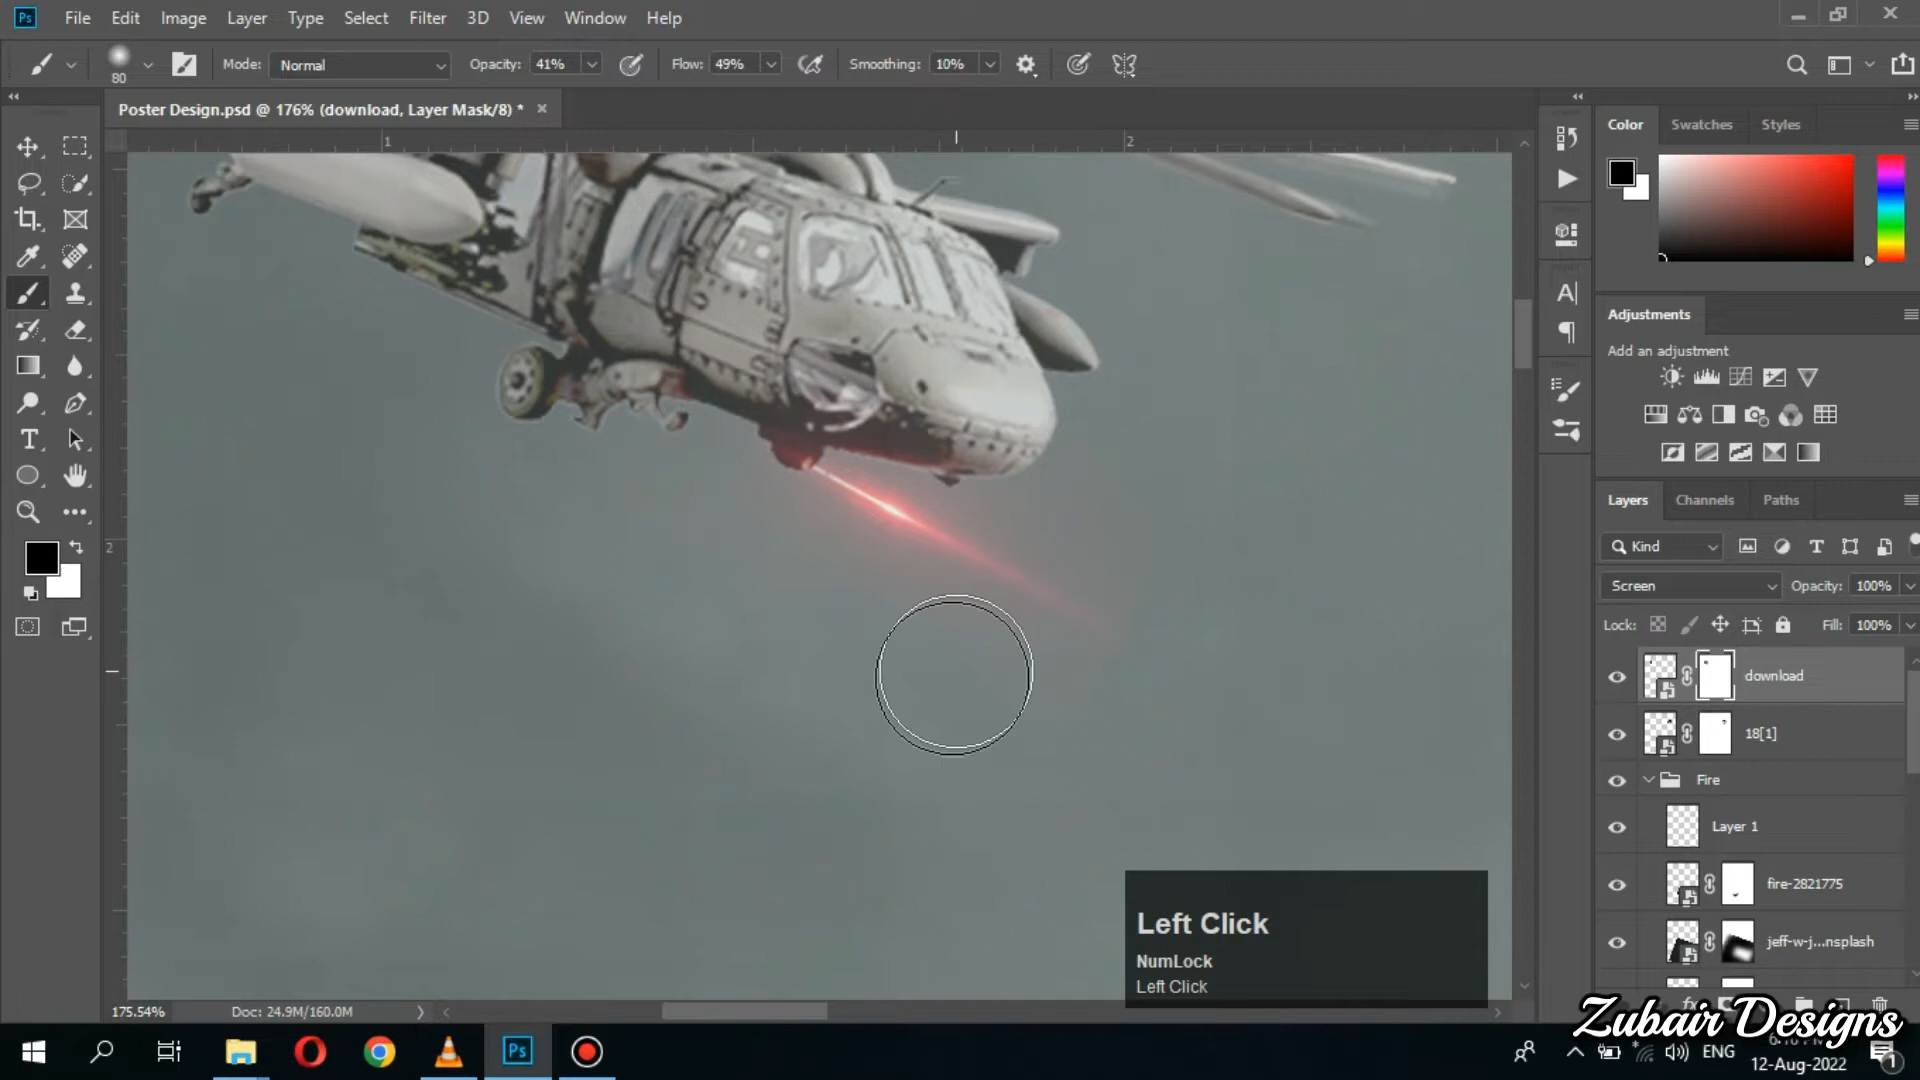 Ps File Edit Image Layer Type Select Filter 3D View Window Help
80 Mode: Normal Opacity: 41% Flow: 49% Smoothing: 10%
Poster Design.psd @ 176% (download, Layer Mask/8) *
Color Swatches Styles
1 2
2
Adjustments
Add an adjustment
Layers Channels Paths
Kind
Screen Opacity: 100%
Lock: Fill: 100%
download
18[1]
Fire
Layer 1
fire-2821775
jeff-w-j...nsplash
Left Click
NumLock
Left Click
175.54% Doc: 24.9M/160.0M
Zubair Designs
Ps ENG
12-Aug-2022
1